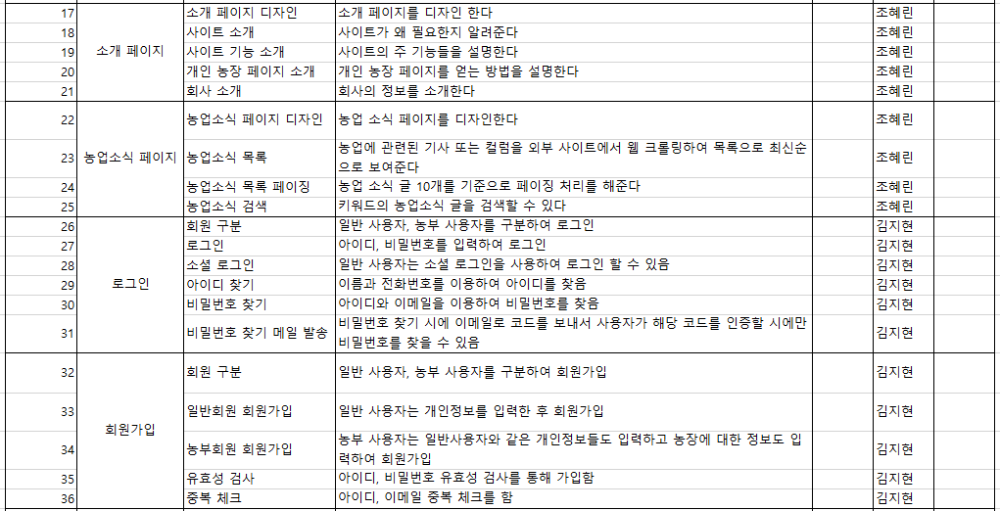 17 소개 페이지 디자인 소개 페이지를 디자인 한다 조혜린
18 사이트 소개 사이트가 왜 필요한지 알려준다 조혜린
소개 페이지
19 사이트 기능 소개 사이트의 주 기능들을 설명한다 조혜린
20 개인 농장 페이지 소개 개인 농장 페이지를 얻는 방법을 설명한다 조혜린
21 회사 소개 회사의 정보를 소개한다 조혜린
22 농업소식 페이지 디자인 농업 소식 페이지를 디자인한다 조혜린
농업소식 페이지
23 농업소식 목록 농업에 관련된 기사 또는 컬럼을 외부 사이트에서 웹 크롤링하여 목록으로 최신순
으로 보여준다 조혜린
24 농업소식 목록 페이징 농업 소식 글 10개를 기준으로 페이징 처리를 해준다 조혜린
25 농업소식 검색 키워드의 농업소식 글을 검색할 수 있다 조혜린
26 회원 구분 일반 사용자, 농부 사용자를 구분하여 로그인 김지현
27 로그인 아이디, 비밀번호를 입력하여 로그인 김지현
28 소셜 로그인 일반 사용자는 소셜 로그인을 사용하여 로그인 할 수 있음 김지현
로그인
29 아이디 찾기 이름과 전화번호를 이용하여 아이디를 찾음 김지현
30 비밀번호 찾기 아이디와 이메일을 이용하여 비밀번호를 찾음 김지현
31 비밀번호 찾기 메일 발송 비밀번호 찾기 시에 이메일로 코드를 보내서 사용자가 해당 코드를 인증할 시에만
비밀번호를 찾을 수 있음 김지현
32 회원 구분 일반 사용자, 농부 사용자를 구분하여 회원가입 김지현
33 일반회원 회원가입 일반 사용자는 개인정보를 입력한 후 회원가입 김지현
회원가입
34 농부회원 회원가입 농부 사용자는 일반사용자와 같은 개인정보들도 입력하고 농장에 대한 정보도 입
력하여 회원가입 김지현
35 유효성 검사 아이디, 비밀번호 유효성 검사를 통해 가입함 김지현
36 중복 체크 아이디, 이메일 중복 체크를 함 김지현